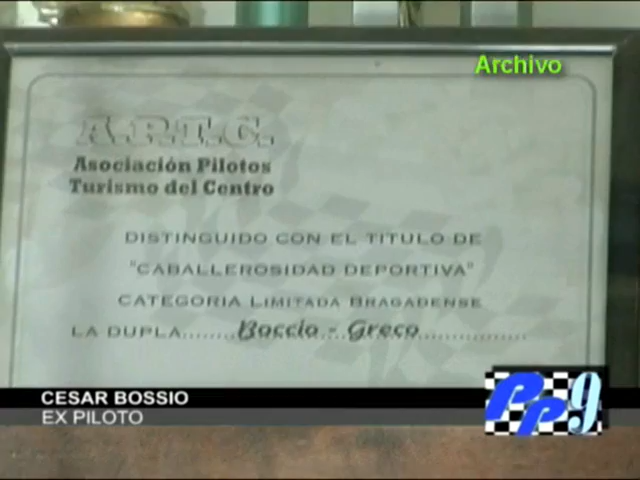 Archivo
A.P.T.C.
Asociación Pilotos
Turismo del Centro
DISTINGUIDO CON EL TITULO DE
"CABALLEROSIDAD DEPORTIVA"
CATEGORIA LIMITADA BRAGADENSE
LA DUPLA........Boccio - Greco..................
CESAR BOSSIO
EX PILOTO
PP9